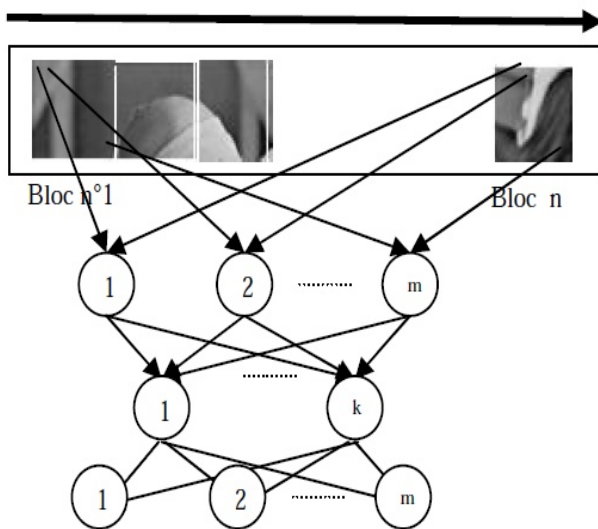 Bloc n°1 Bloc n
1 2 ........... m
1 ........... k
1 2 ........... m